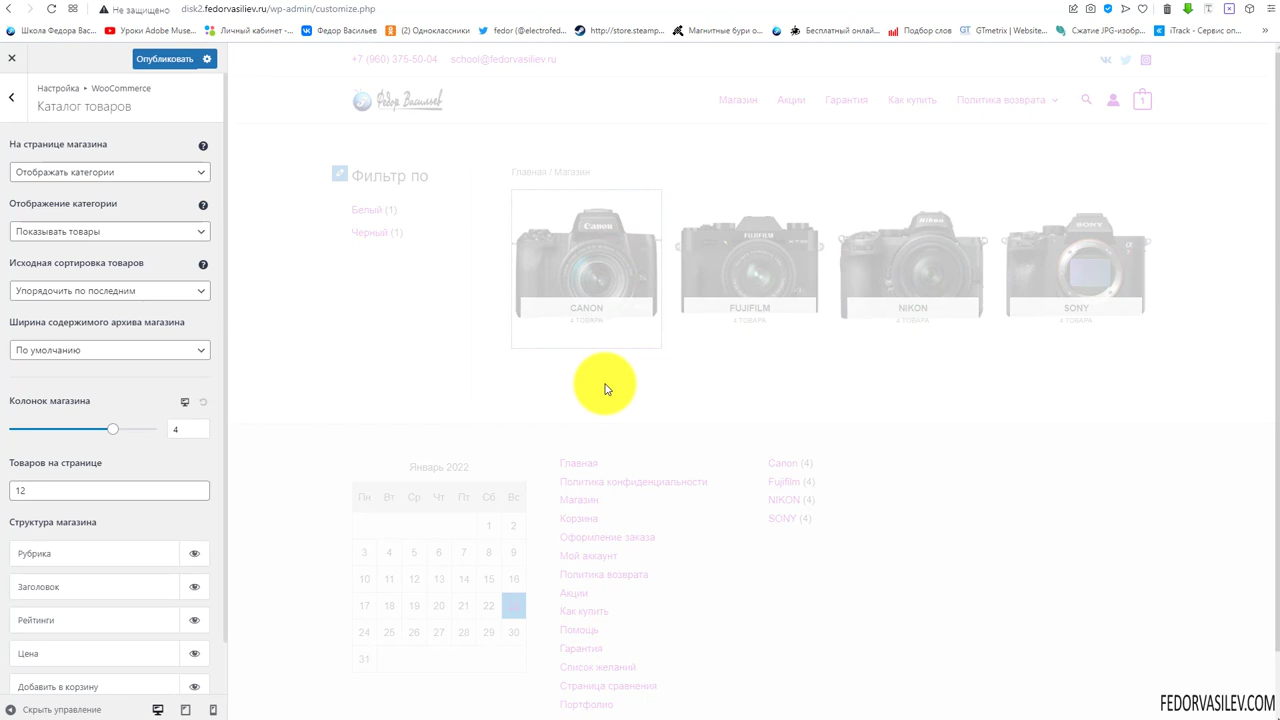 Не защищено
disk2.fedorvasiliev.ru/wp-admin/customize.php
Школа Федора Вас...
Уроки Adobe Muse...
Личный кабинет -...
Федор Васильев
(2) Одноклассники
fedor (@electrofed...
http://store.steamp...
Магнитные буры о...
Бесплатный онлай...
Подбор слов
GTmetrix | Website...
Сжатие JPG-изобр...
iTrack - Сервис оп...
Опубликовать
Настройка ▸ WooCommerce
Каталог товаров
На странице магазина
Отображать категории
Отображение категории
Показывать товары
Исходная сортировка товаров
Упорядочить по последним
Ширина содержимого архива магазина
По умолчанию
Колонок магазина
4
Товаров на странице
12
Структура магазина
Рубрика
Заголовок
Рейтинги
Цена
Добавить в корзину
Скрыть управление
+7 (960) 375-50-04
school@fedorvasiliev.ru
Федор Васильев
Магазин
Акции
Гарантия
Как купить
Политика возврата
1
Фильтр по
Белый (1)
Черный (1)
Главная / Магазин
Canon
CANON
4 ТОВАРА
FUJIFILM
FUJIFILM
4 ТОВАРА
Nikon
NIKON
4 ТОВАРА
SONY
SONY
4 ТОВАРА
Январь 2022
Пн Вт Ср Чт Пт Сб Вс
1 2
3 4 5 6 7 8 9
10 11 12 13 14 15 16
17 18 19 20 21 22
24 25 26 27 28 29 30
31
Главная
Политика конфиденциальности
Магазин
Корзина
Оформление заказа
Мой аккаунт
Политика возврата
Акции
Как купить
Помощь
Гарантия
Список желаний
Страница сравнения
Портфолио
Canon (4)
Fujifilm (4)
NIKON (4)
SONY (4)
FEDORVASILEV.COM